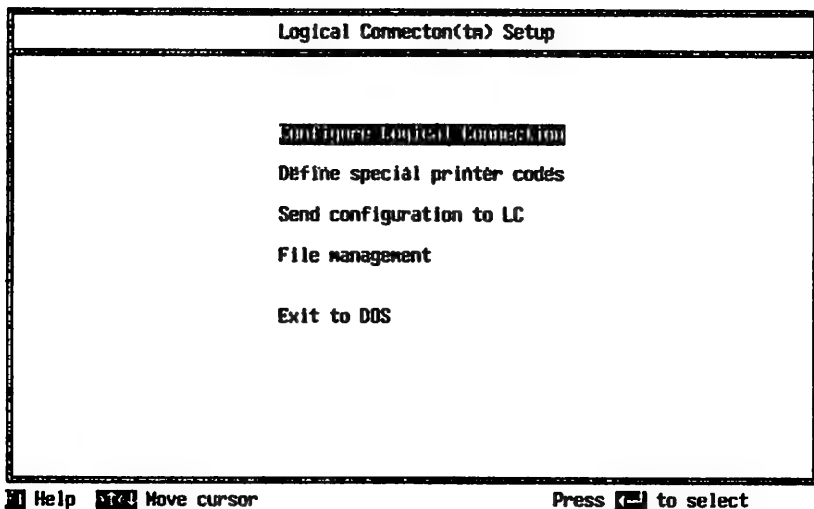 Logical Connecton(tm) Setup
Configure Logical Connection
Define special printer codes
Send configuration to LC
File management
Exit to DOS
F1 Help Move cursor Press to select